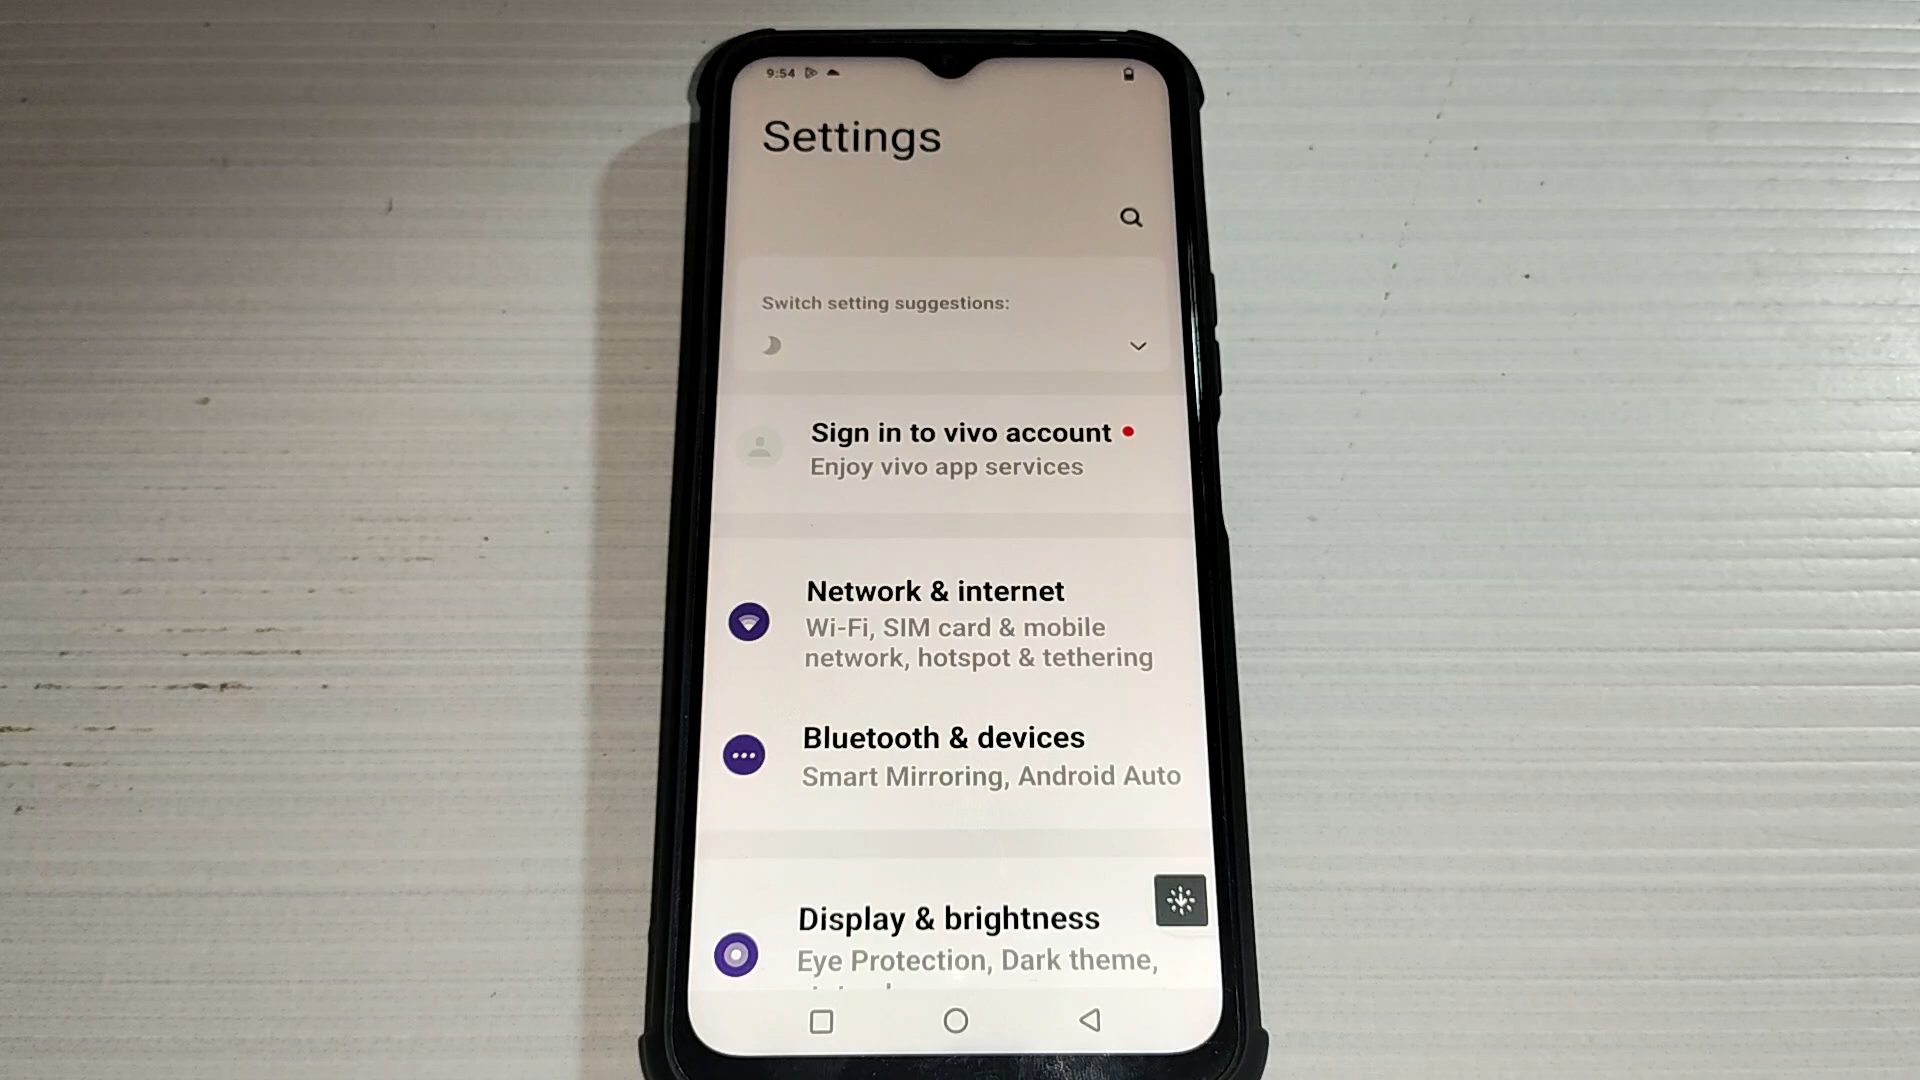 9:54
Settings
Switch setting suggestions:
Sign in to vivo account
Enjoy vivo app services
Network & internet
Wi-Fi, SIM card & mobile
network, hotspot & tethering
Bluetooth & devices
Smart Mirroring, Android Auto
Display & brightness
Eye Protection, Dark theme,